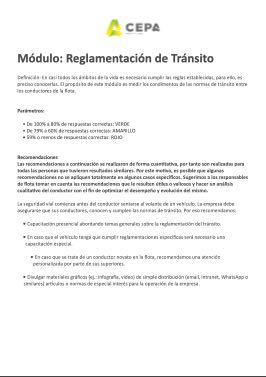 CEPA
Módulo: Reglamentación de Tránsito
Definición: En casi todos los ámbitos de la vida es necesario cumplir las reglas establecidas, para ello, es
preciso conocerlas. El propósito de este módulo es medir los condimentos de las normas de tránsito entre
los conductores de la flota.
Parámetros:
• De 100% a 80% de respuestas correctas: VERDE
• De 79% a 60% de respuestas correctas: AMARILLO
• 59% o menos de respuestas correctas: ROJO
Recomendaciones
Las recomendaciones a continuación se realizaron de forma cuantitativa, por tanto son realizadas para
todas las personas que tuvieron resultados similares. Por este motivo, es posible que algunas
recomendaciones no se apliquen totalmente en algunos casos específicos. Sugerimos a los responsables
de flota tomar en cuenta las recomendaciones que le resulten útiles o valiosos y hacer un análisis
cualitativo del conductor con el fin de optimizar el desempeño y evolución del mismo.
La seguridad vial comienza antes del conductor sentarse al volante de un vehículo. La empresa debe
asegurarse que sus conductores, conocen y cumplen las normas de tránsito. Por eso recomendamos:
• Capacitación presencial abordando temas generales sobre la reglamentación del tránsito.
• En caso que el vehículo tenga que cumplir reglamentaciones específicas será necesario una
capacitación especial.
• En caso que se trate de un conductor novato en la flota, recomendamos una atención
personalizada por parte de sus superiores.
• Divulgar materiales gráficos (ej.: infografía, video) de simple distribución (email, intranet, WhatsApp o
similares) artículos o normas de especial interés para la operación de la empresa.